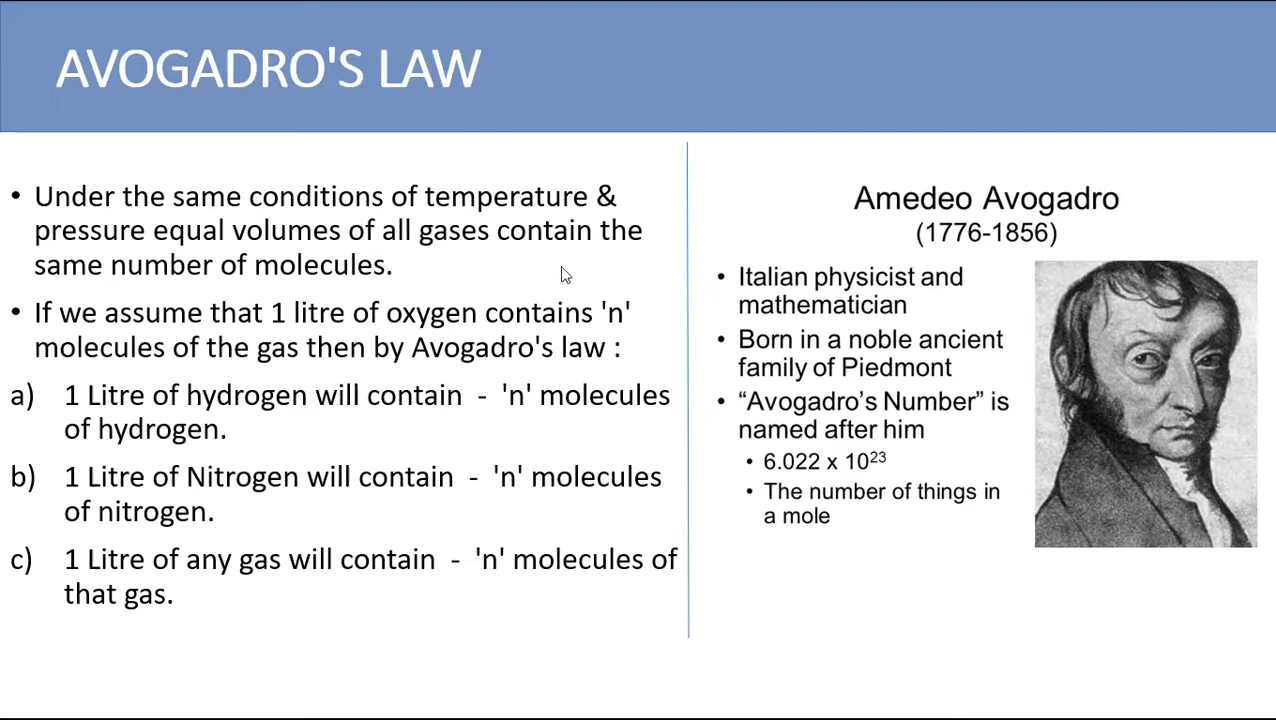 AVOGADRO'S LAW
• Under the same conditions of temperature &
pressure equal volumes of all gases contain the
same number of molecules.
• If we assume that 1 litre of oxygen contains 'n'
molecules of the gas then by Avogadro's law :
a) 1 Litre of hydrogen will contain - 'n' molecules
of hydrogen.
b) 1 Litre of Nitrogen will contain - 'n' molecules
of nitrogen.
c) 1 Litre of any gas will contain - 'n' molecules of
that gas.
Amedeo Avogadro
(1776-1856)
• Italian physicist and
mathematician
• Born in a noble ancient
family of Piedmont
• “Avogadro’s Number” is
named after him
• 6.022 x 10²³
• The number of things in
a mole